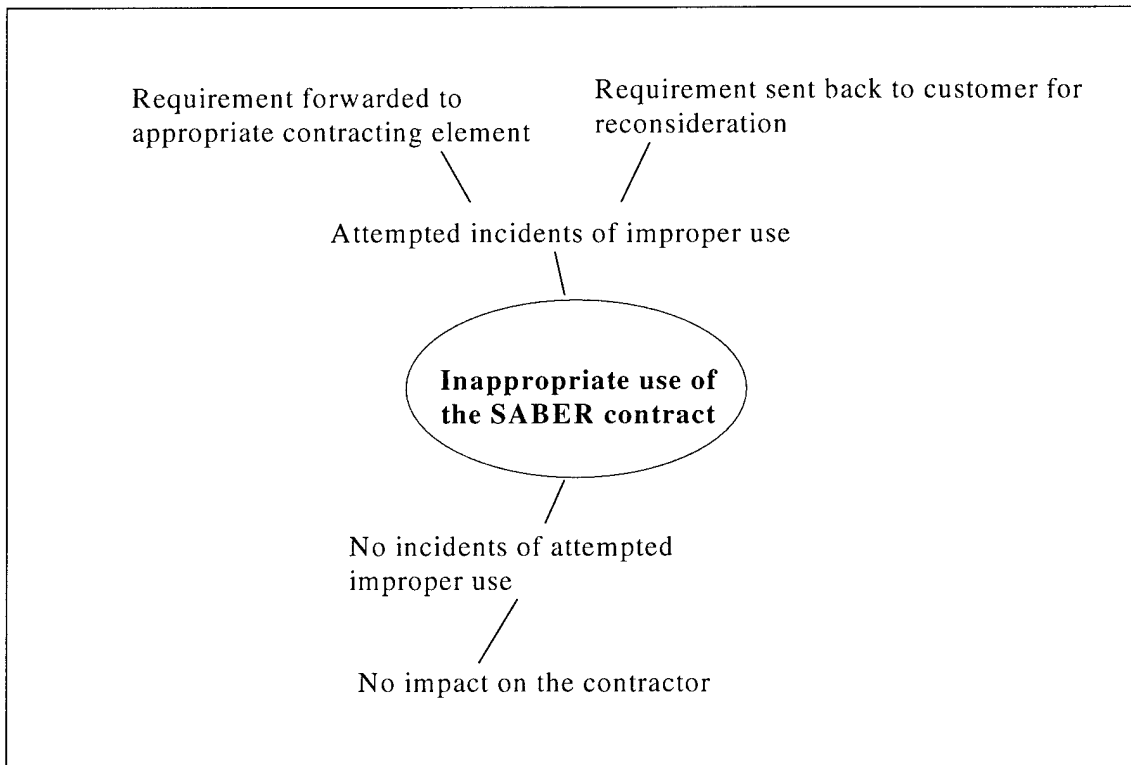 Requirement forwarded to
appropriate contracting element
Requirement sent back to customer for
reconsideration
Attempted incidents of improper use
Inappropriate use of
the SABER contract
No incidents of attempted
improper use
No impact on the contractor